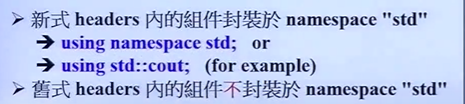 ➢ 新式 headers 內的組件封裝於 namespace "std"
➔ using namespace std; or
➔ using std::cout; (for example)
➢ 舊式 headers 內的組件不封裝於 namespace "std"